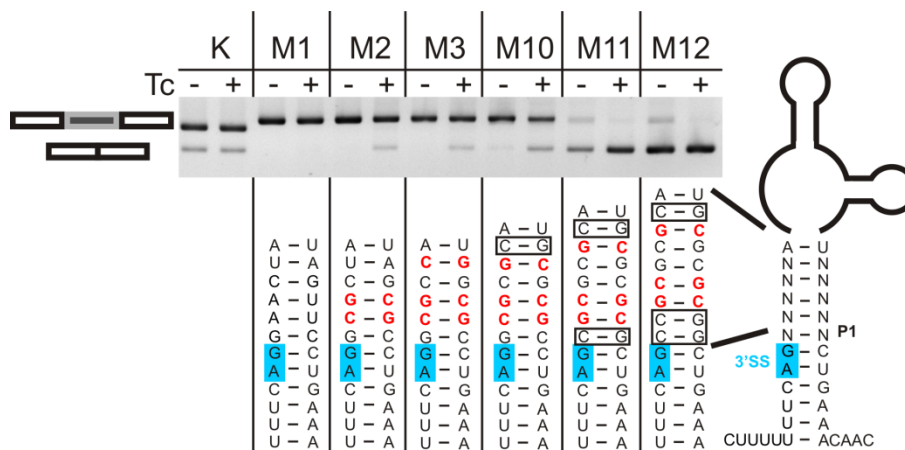 K M1 M2 M3 M10 M11 M12
Tc - + - + - + - + - + - + - +
A – U
U – A
C – G
A – U
A – U
G – C
G – C
A – U
C – G
U – A
U – A
U – A
A – U
U – A
C – G
G – C
C – G
G – C
G – C
A – U
C – G
U – A
U – A
U – A
A – U
C – G
C – G
G – C
C – G
G – C
G – C
A – U
C – G
U – A
U – A
U – A
A – U
C – G
G – C
C – G
G – C
C – G
G – C
G – C
A – U
C – G
U – A
U – A
U – A
A – U
C – G
G – C
C – G
G – C
C – G
G – C
C – G
G – C
A – U
C – G
U – A
U – A
U – A
A – U
C – G
G – C
C – G
G – C
C – G
G – C
C – G
C – G
G – C
A – U
C – G
U – A
U – A
U – A
A – U
N – N
N – N
N – N
N – N
N – N P1
G – C
3'SS
A – U
C – G
U – A
U – A
CUUUUU – ACAAC